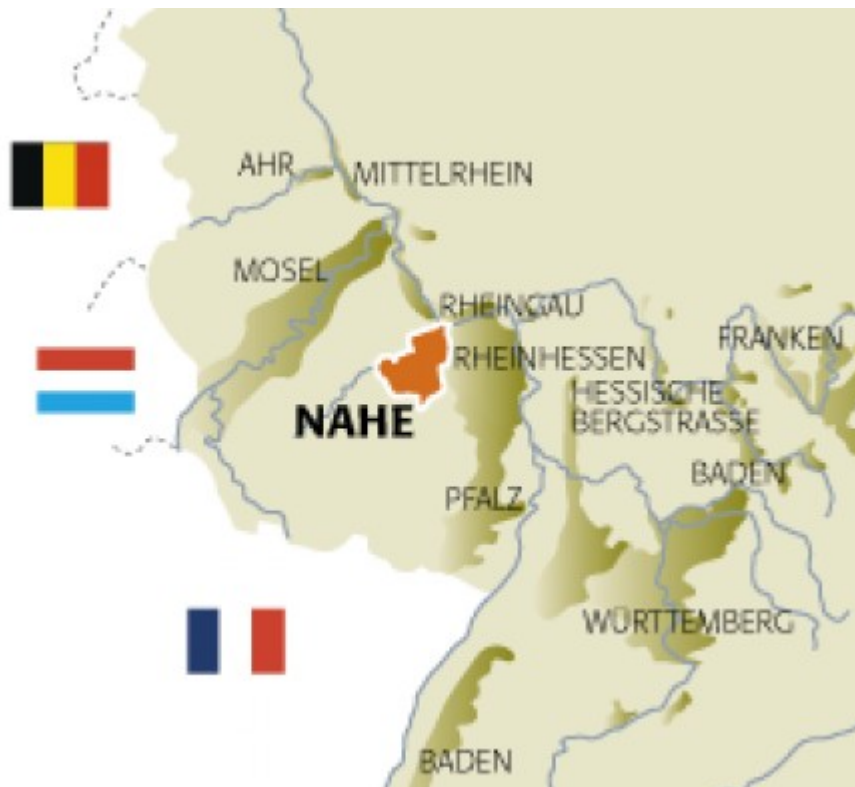 AHR
MITTELRHEIN
MOSEL
RHEINGAU
FRANKEN
RHEINHESSEN
HESSISCHE
BERGSTRASSE
NAHE
BADEN
PFALZ
WÜRTTEMBERG
BADEN